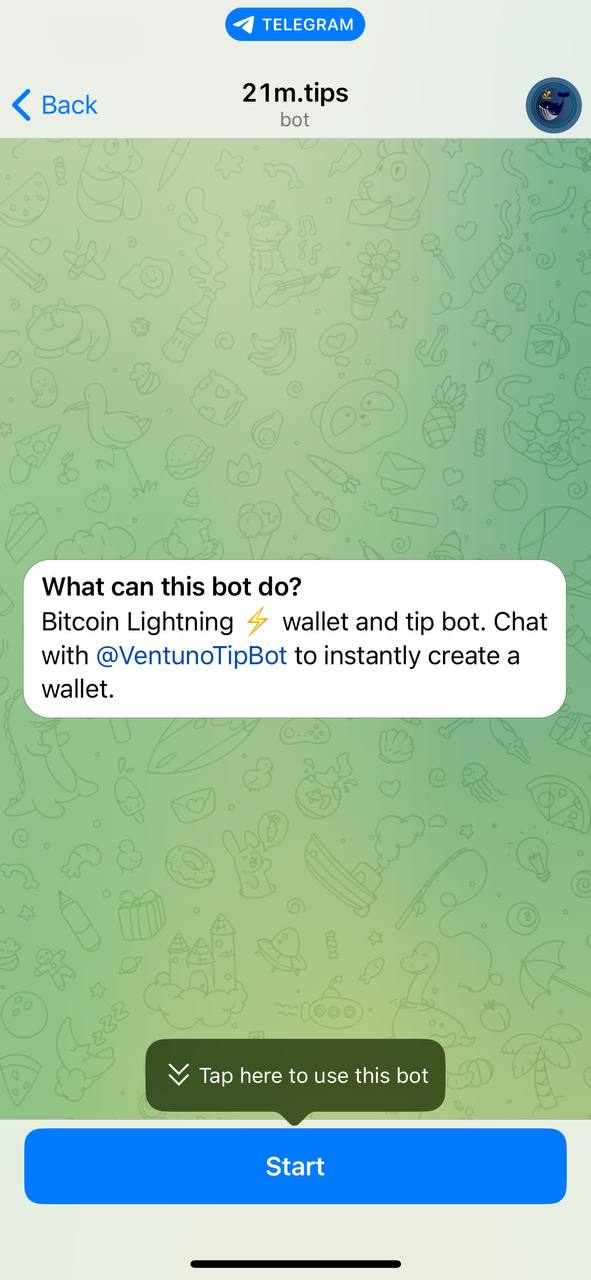 TELEGRAM
Back
21m.tips
bot
What can this bot do?
Bitcoin Lightning ⚡ wallet and tip bot. Chat
with @VentunoTipBot to instantly create a
wallet.
Tap here to use this bot
Start